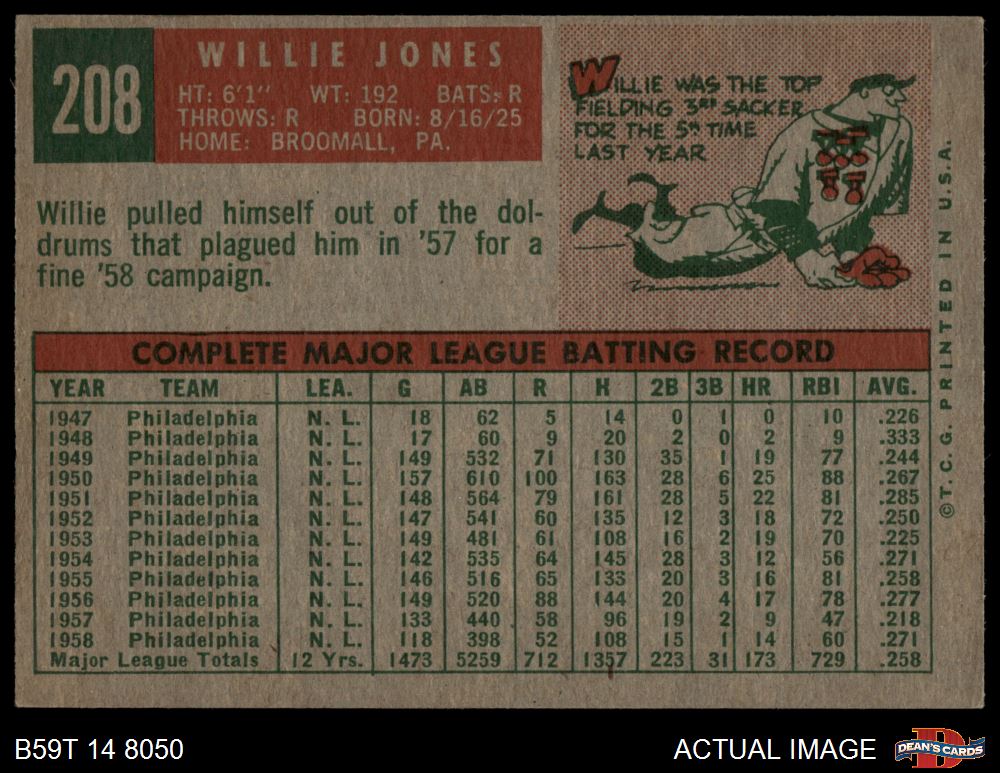 208
WILLIE JONES
HT: 6'1" WT: 192 BATS: R
THROWS: R BORN: 8/16/25
HOME: BROOMALL, PA.
WILLIE WAS THE TOP
FIELDING 3RD SACKER
FOR THE 5TH TIME
LAST YEAR
Willie pulled himself out of the dol-
drums that plagued him in '57 for a
fine '58 campaign.
COMPLETE MAJOR LEAGUE BATTING RECORD
YEAR TEAM LEA. G AB R H 2B 3B HR RBI AVG.
1947 Philadelphia N. L. 18 62 5 14 0 1 0 10 .226
1948 Philadelphia N. L. 17 60 9 20 2 0 2 9 .333
1949 Philadelphia N. L. 149 532 71 130 35 1 19 77 .244
1950 Philadelphia N. L. 157 610 100 163 28 6 25 88 .267
1951 Philadelphia N. L. 148 564 79 161 28 5 22 81 .285
1952 Philadelphia N. L. 147 541 60 135 12 3 18 72 .250
1953 Philadelphia N. L. 149 481 61 108 16 2 19 70 .225
1954 Philadelphia N. L. 142 535 64 145 28 3 12 56 .271
1955 Philadelphia N. L. 146 516 65 133 20 3 16 81 .258
1956 Philadelphia N. L. 149 520 88 144 20 4 17 78 .277
1957 Philadelphia N. L. 133 440 58 96 19 2 9 47 .218
1958 Philadelphia N. L. 118 398 52 108 15 1 14 60 .271
Major League Totals 12 Yrs. 1473 5259 712 1357 223 31 173 729 .258
©T.C.G. PRINTED IN U.S.A.
B59T 14 8050
ACTUAL IMAGE
D
DEAN'S CARDS